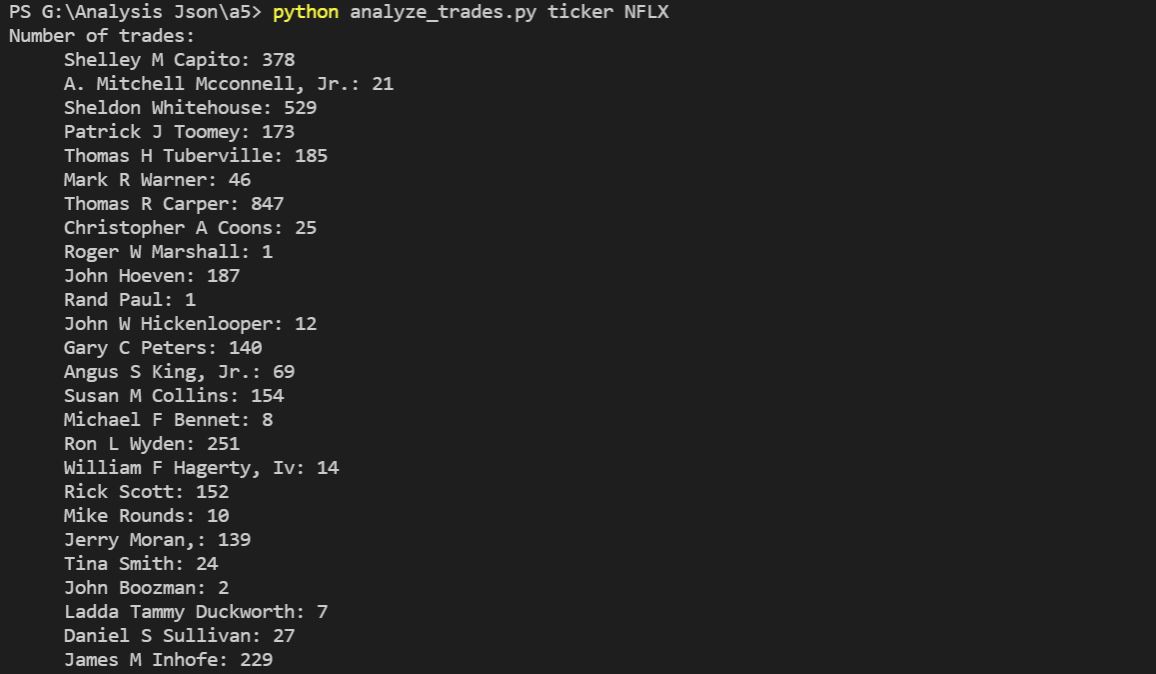 PS G:\Analysis Json\a5> python analyze_trades.py ticker NFLX
Number of trades:
Shelley M Capito: 378
A. Mitchell Mcconnell, Jr.: 21
Sheldon Whitehouse: 529
Patrick J Toomey: 173
Thomas H Tuberville: 185
Mark R Warner: 46
Thomas R Carper: 847
Christopher A Coons: 25
Roger W Marshall: 1
John Hoeven: 187
Rand Paul: 1
John W Hickenlooper: 12
Gary C Peters: 140
Angus S King, Jr.: 69
Susan M Collins: 154
Michael F Bennet: 8
Ron L Wyden: 251
William F Hagerty, Iv: 14
Rick Scott: 152
Mike Rounds: 10
Jerry Moran,: 139
Tina Smith: 24
John Boozman: 2
Ladda Tammy Duckworth: 7
Daniel S Sullivan: 27
James M Inhofe: 229